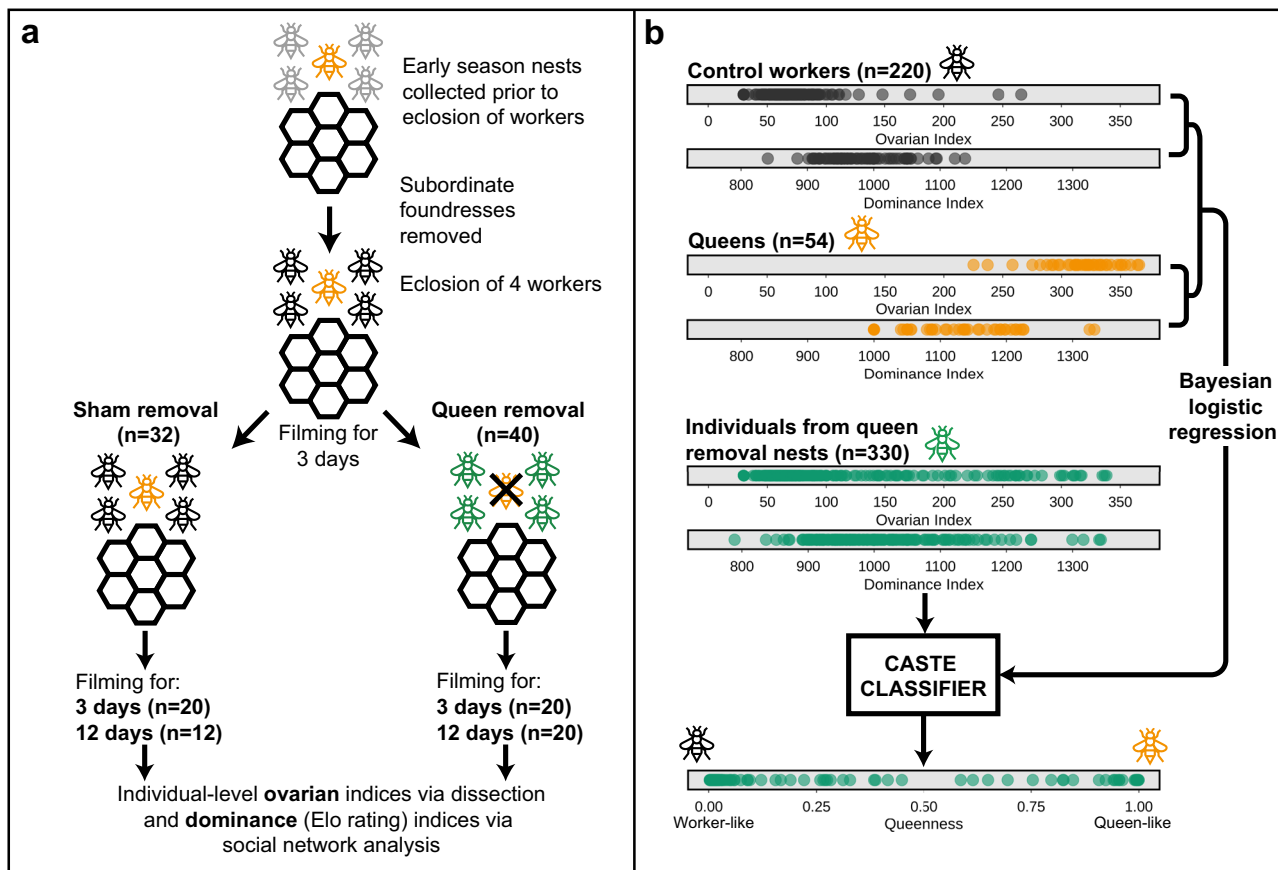 a
Early season nests
collected prior to
eclosion of workers
Subordinate
foundresses
removed
Eclosion of 4 workers
Filming for
3 days
Sham removal
(n=32)
Queen removal
(n=40)
Filming for:
3 days (n=20)
12 days (n=12)
Filming for:
3 days (n=20)
12 days (n=20)
Individual-level ovarian indices via dissection
and dominance (Elo rating) indices via
social network analysis
b
Control workers (n=220)
0 50 100 150 200 250 300 350
Ovarian Index
800 900 1000 1100 1200 1300
Dominance Index
Queens (n=54)
0 50 100 150 200 250 300 350
Ovarian Index
800 900 1000 1100 1200 1300
Dominance Index
Bayesian
logistic
regression
Individuals from queen
removal nests (n=330)
0 50 100 150 200 250 300 350
Ovarian Index
800 900 1000 1100 1300
Dominance Index
CASTE
CLASSIFIER
0.00 0.25 0.50 0.75 1.00
Worker-like Queenness Queen-like